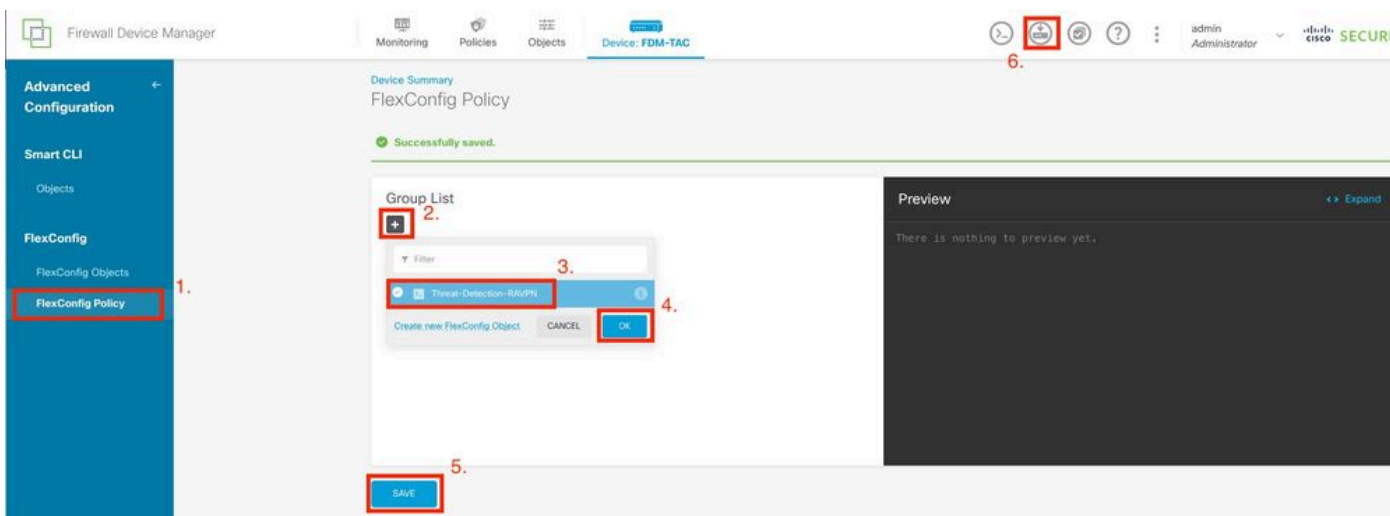 Firewall Device Manager
Monitoring
Policies
Objects
Device: FDM-TAC
6.
admin
Administrator
cisco SECUR
Advanced Configuration
Smart CLI
Objects
FlexConfig
FlexConfig Objects
FlexConfig Policy
1.
Device Summary
FlexConfig Policy
Successfully saved.
Group List
2.
+
Filter
3.
Threat-Detection-RAVPN
4.
Create new FlexConfig Object
CANCEL
OK
5.
SAVE
Preview
Expand
There is nothing to preview yet.